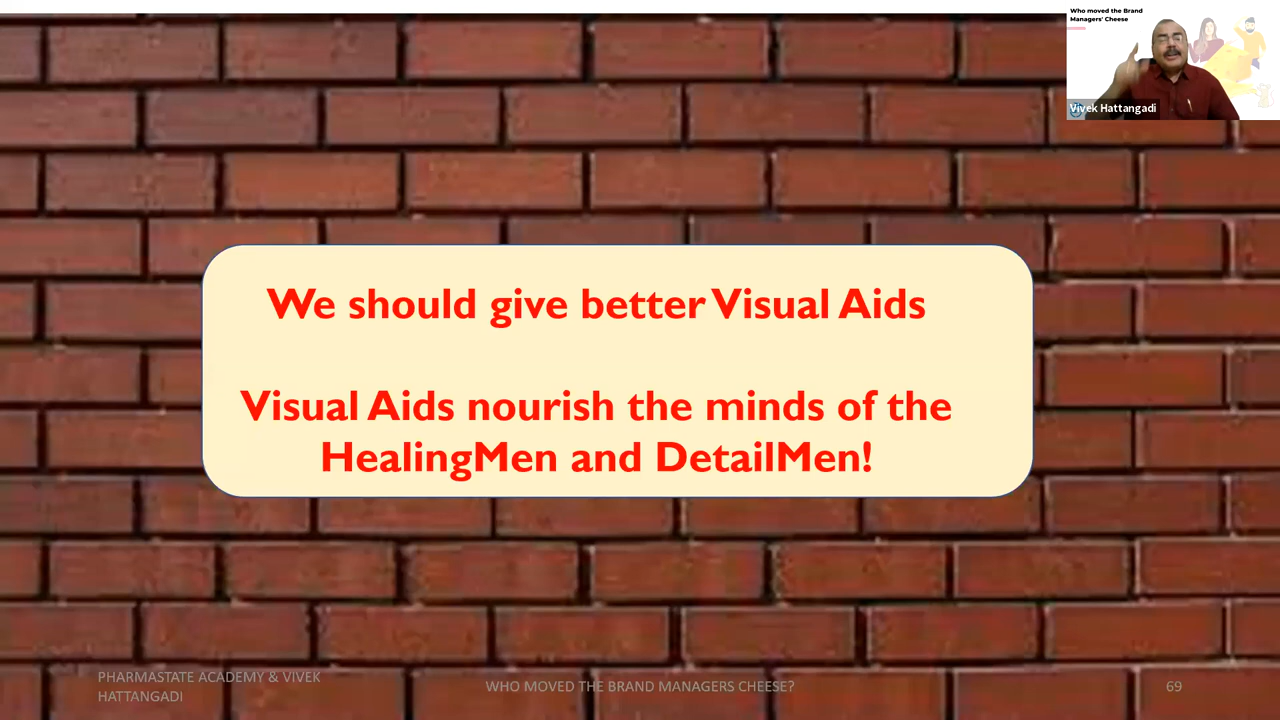 Who moved the Brand
Managers' Cheese
Vivek Hattangadi
We should give better Visual Aids
Visual Aids nourish the minds of the
HealingMen and DetailMen!
PHARMASTATE ACADEMY & VIVEK
HATTANGADI
WHO MOVED THE BRAND MANAGERS CHEESE?
69